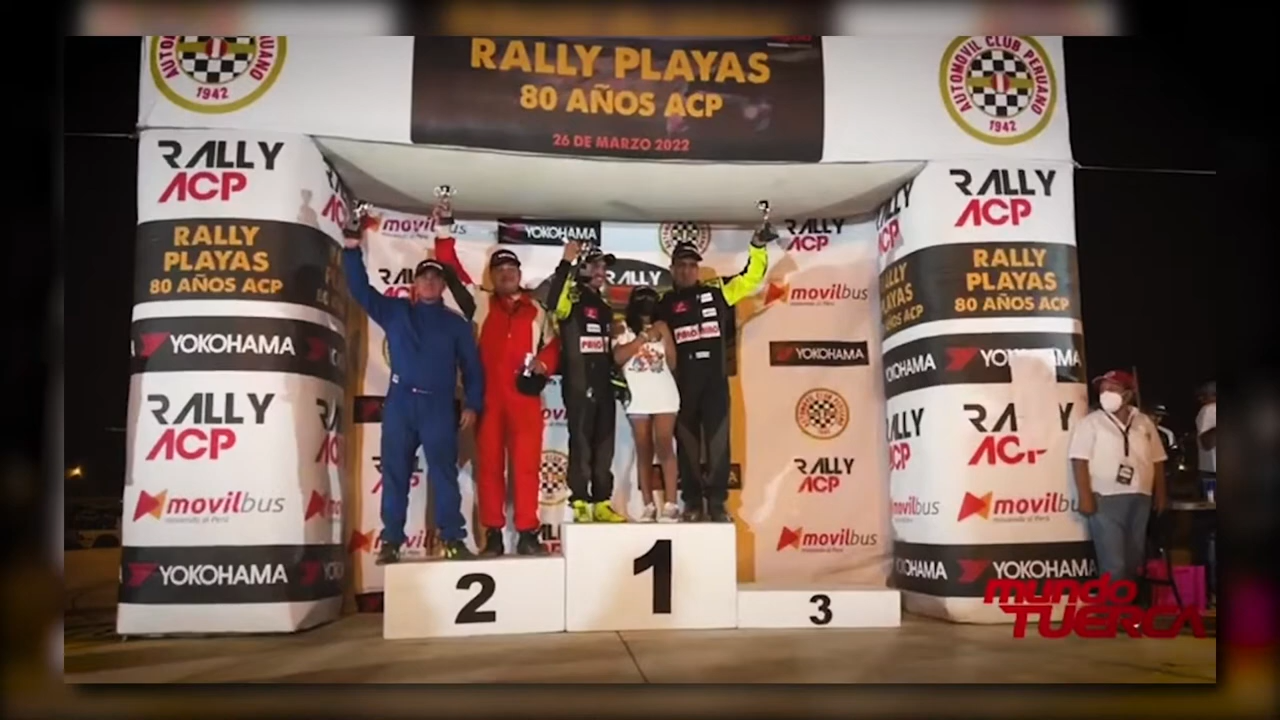 AUTOMOVIL CLUB PERUANO
1942
RALLY PLAYAS
80 AÑOS ACP
26 DE MARZO 2022
AUTOMOVIL CLUB PERUANO
1942
RALLY
ACP
RALLY
PLAYAS
80 AÑOS ACP
YOKOHAMA
RALLY
ACP
movilbus
YOKOHAMA
movilbus
YOKOHAMA
RALLY
RALLY
ACP
movilbus
YOKOHAMA
RALLY
ACP
movilbus
RALLY
ACP
RALLY
PLAYAS
80 AÑOS ACP
YOKOHAMA
RALLY
ACP
movilbus
YOKOHAMA
2
1
3
mundo
TUERCA